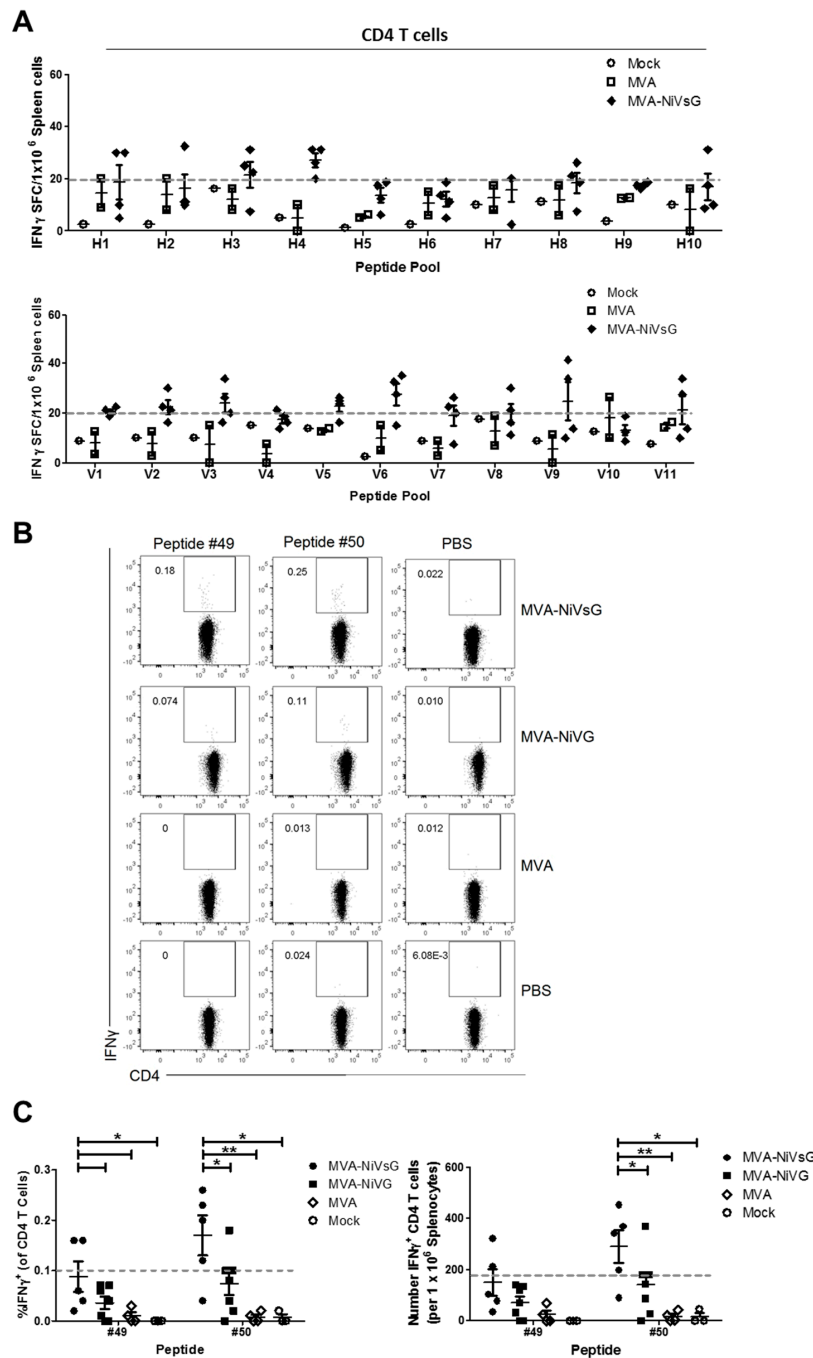 A
CD4 T cells
Mock
MVA
MVA-NiVsG
IFNγ SFC/1x10 6 Spleen cells
60
40
20
0
H1 H2 H3 H4 H5 H6 H7 H8 H9 H10
Peptide Pool
Mock
MVA
MVA-NiVsG
IFN γ SFC/1x10 6 Spleen cells
60
40
20
0
V1 V2 V3 V4 V5 V6 V7 V8 V9 V10 V11
Peptide Pool
B
Peptide #49 Peptide #50 PBS
0.18 0.25 0.022
MVA-NiVsG
0.074 0.11 0.010
MVA-NiVG
0 0.013 0.012
MVA
0 0.024 6.08E-3
PBS
IFNγ
CD4
C
* *
**
*
MVA-NiVsG
MVA-NiVG
MVA
Mock
%IFNγ+ (of CD4 T Cells)
0.3
0.2
0.1
0.0
#49 #50
Peptide
*
**
*
MVA-NiVsG
MVA-NiVG
MVA
Mock
Number IFNγ+ CD4 T cells
(per 1 x 10 6 Splenocytes)
600
400
200
0
#49 #50
Peptide